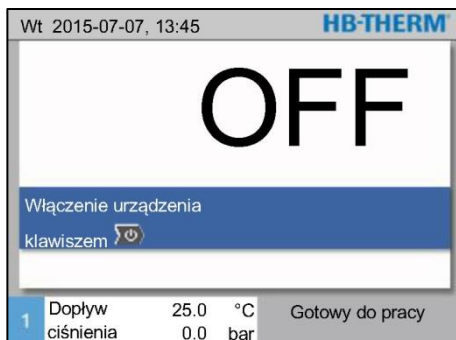 Wt 2015-07-07, 13:45 HB-THERM
OFF
Włączenie urządzenia
klawiszem
1 Dopływ 25.0 °C Gotowy do pracy
ciśnienia 0.0 bar